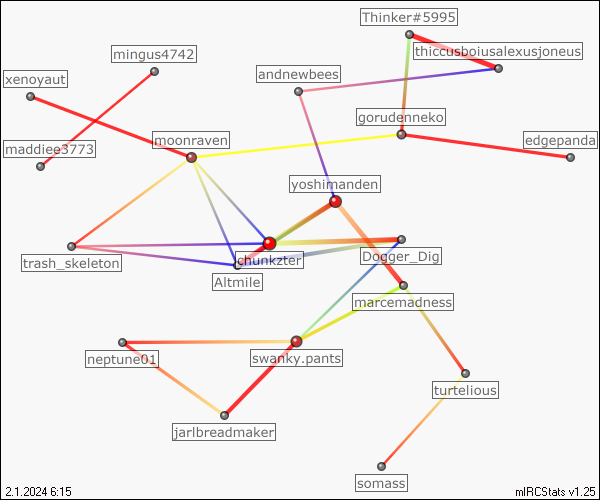 Thinker#5995
thiccusboiusalexusjoneus
mingus4742
andnewbees
xenoyaut
gorudenneko
moonraven
edgepanda
maddiee3773
yoshimanden
trash_skeleton
chunkzter
Dogger_Dig
Altmile
marcemadness
neptune01
swanky.pants
turtelious
jarlbreadmaker
somass
2.1.2024 6:15
mIRCStats v1.25